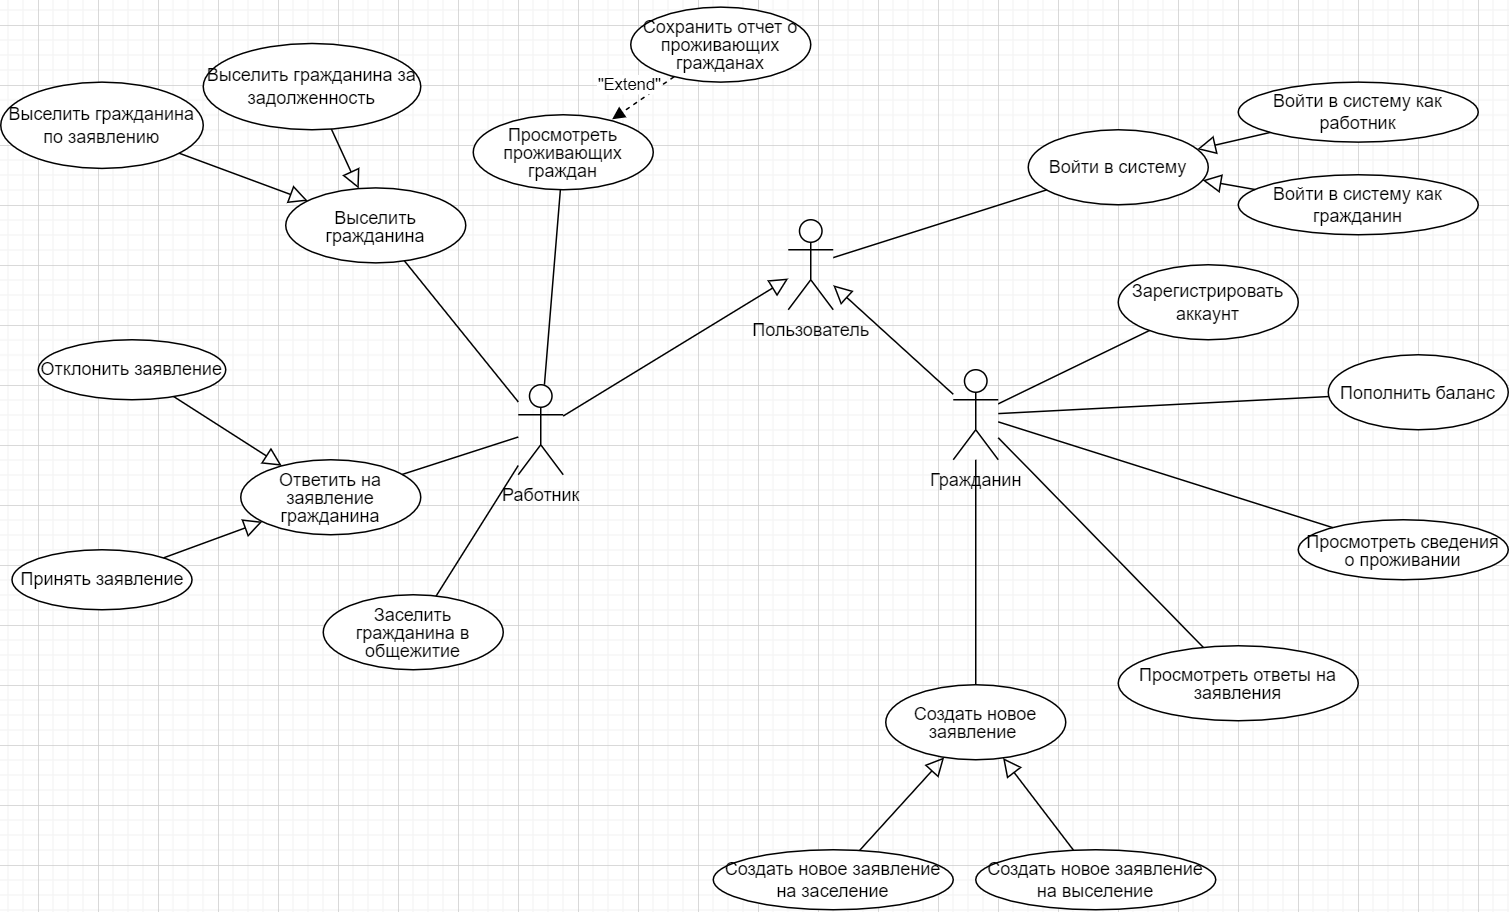 Сохранить отчет о
проживающих
гражданах
"Extend"
Выселить гражданина за
задолженность
Выселить гражданина
по заявлению
Просмотреть
проживающих
граждан
Выселить
гражданина
Войти в систему как
работник
Войти в систему
Войти в систему как
гражданин
Пользователь
Зарегистрировать
аккаунт
Отклонить заявление
Пополнить баланс
Ответить на
заявление
гражданина
Работник
Гражданин
Принять заявление
Просмотреть сведения
о проживании
Заселить
гражданина в
общежитие
Просмотреть ответы на
заявления
Создать новое
заявление
Создать новое заявление
на заселение
Создать новое заявление
на выселение